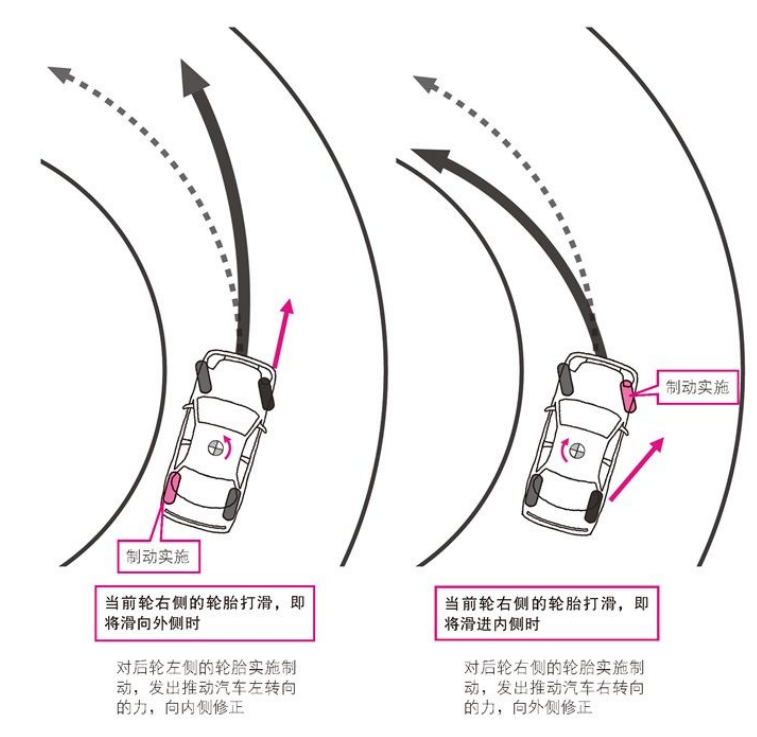 制动实施
制动实施
当前轮右侧的轮胎打滑，即
将滑向外侧时
对后轮左侧的轮胎实施制
动，发出推动汽车左转向
的力，向内侧修正
当前轮右侧的轮胎打滑，即
将滑进内侧时
对后轮右侧的轮胎实施制
动，发出推动汽车右转向
的力，向外侧修正